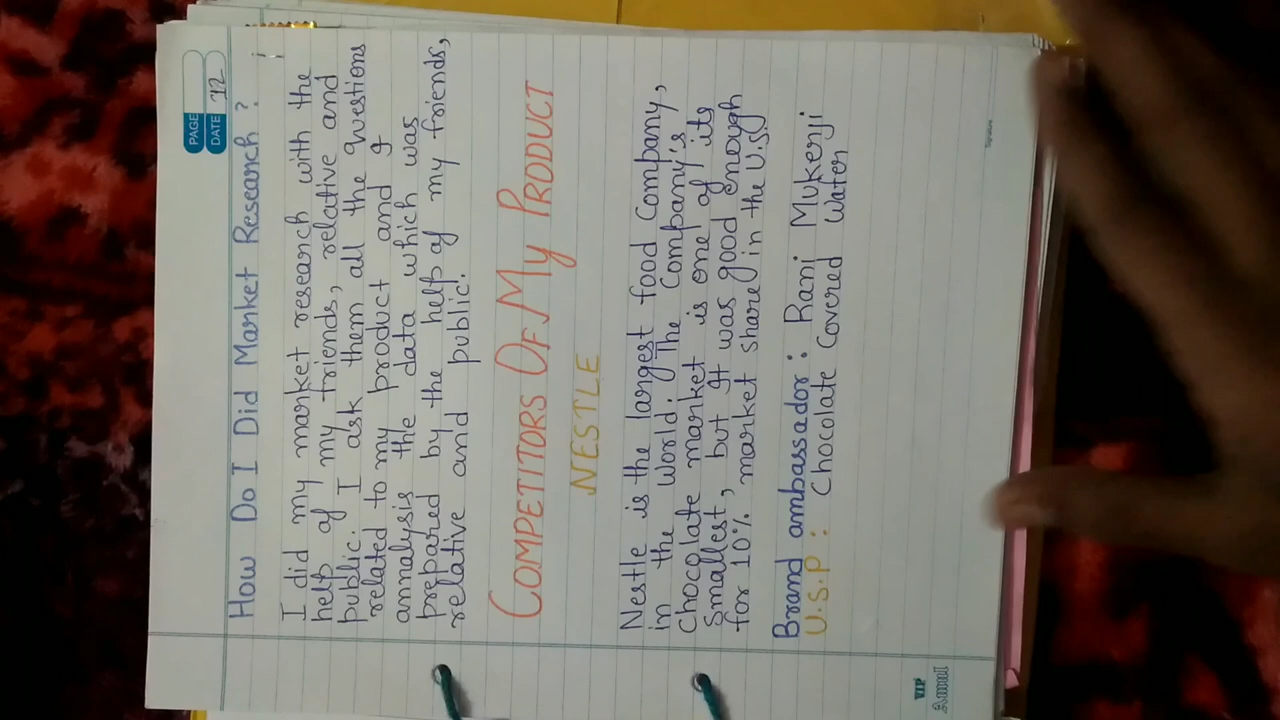 PAGE
DATE 12
How Do I Did Market Research ?
I did my market research with the
help of my friends, relative and
public. I ask them all the questions
related to my product and I
annalysis the data which was
prepared by the help of my friends,
relative and public.
COMPETITORS OF MY PRODUCT
NESTLE
Nestle is the largest food Company,
in the World. The Company's
Chocolate market is one of its
Smallest, but It was good enough
for 10% market share in the U.S.
Brand ambassador : Rani Mukerji
U.S.P : Chocolate Covered Water
VIP
Amul